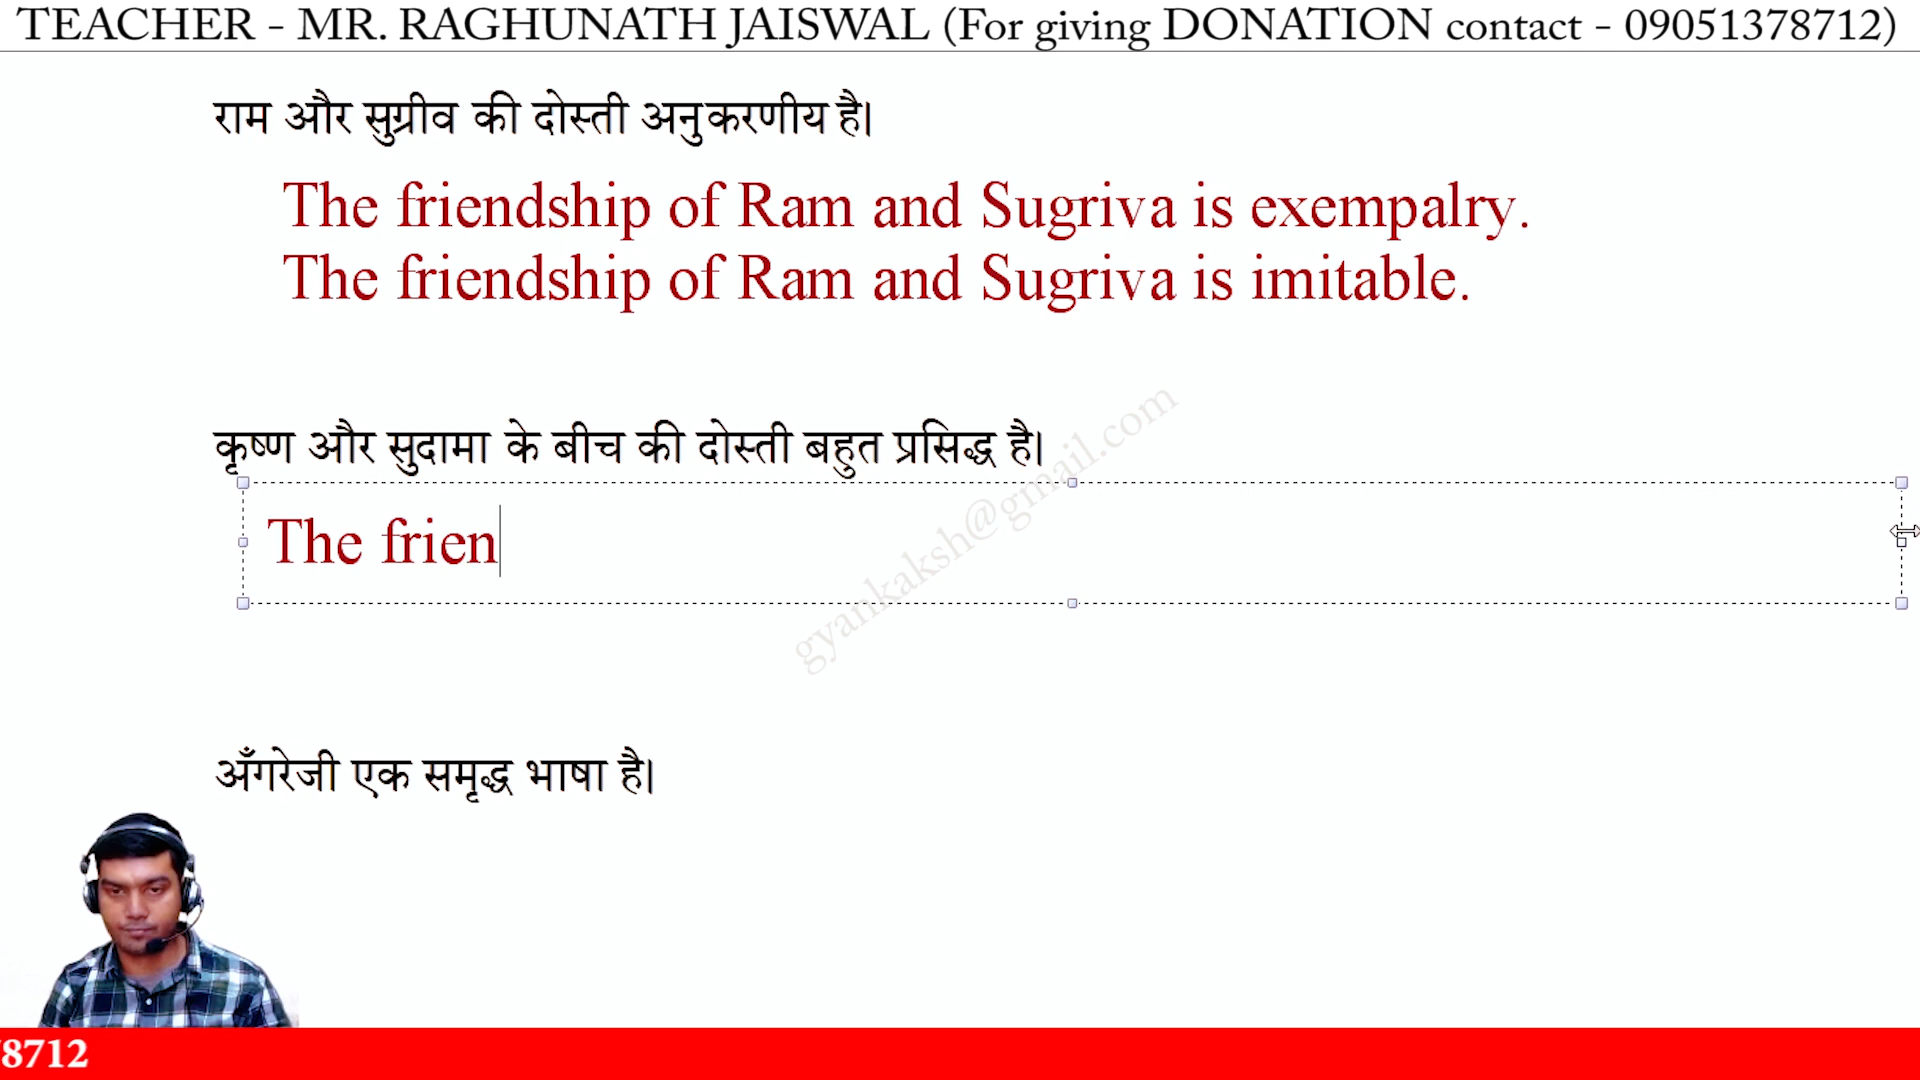 TEACHER - MR. RAGHUNATH JAISWAL (For giving DONATION contact - 09051378712)
राम और सुग्रीव की दोस्ती अनुकरणीय है।
The friendship of Ram and Sugriva is exempalry.
The friendship of Ram and Sugriva is imitable.
कृष्ण और सुदामा के बीच की दोस्ती बहुत प्रसिद्ध है।
The frien
gyankaksh@gmail.com
अँगरेजी एक समृद्ध भाषा है।
8712